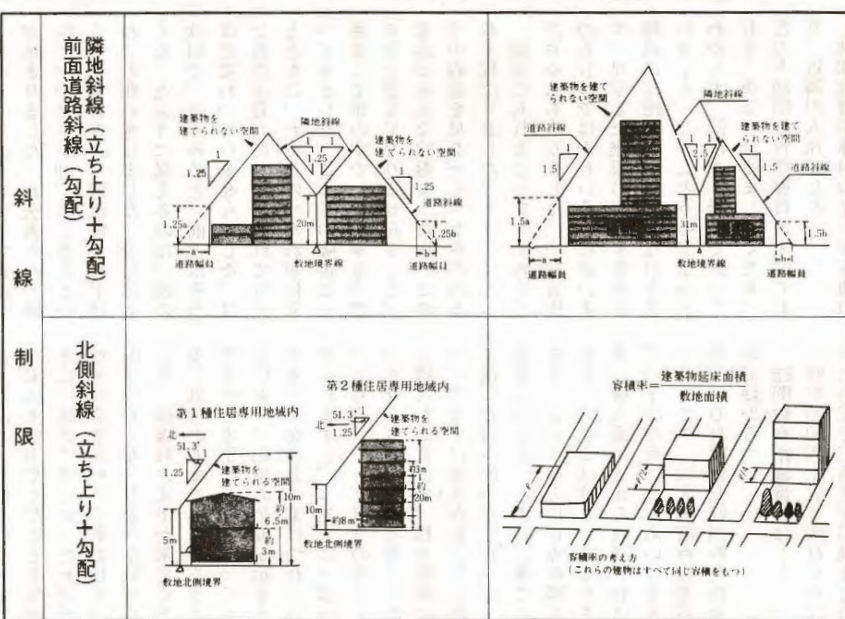 斜線制限
隣地斜線（立ち上り＋勾配）
前面道路斜線（勾配）
建築物を
建てられない空間
隣地斜線
建築物を
建てられない空間
1
1.25
1
1
1.25
1
1.25
道路斜線
1.25a
20m
1.25b
a
b
道路幅員
敷地境界線
道路幅員
建築物を建て
られない空間
隣地斜線
道路斜線
建築物を建て
られない空間
1
1.5
1
1
2.5
1
1.5
道路斜線
1.5a
31m
1.5b
a
b
道路幅員
敷地境界線
道路幅員
北側斜線（立ち上り＋勾配）
第1種住居専用地域内
北
51.3°
1
1.25
建築物を
建てられる空間
10m
約
6.5m
約
3m
5m
敷地北側境界
第2種住居専用地域内
51.3°
1
北
1.25
建築物を
建てられる空間
約3m
約
20m
10m
約8m
敷地北側境界
容積率＝建築物延床面積
敷地面積
ℓ
ℓ/2
ℓ/4
容積率の考え方
(これらの建物はすべて同じ容積をもつ)